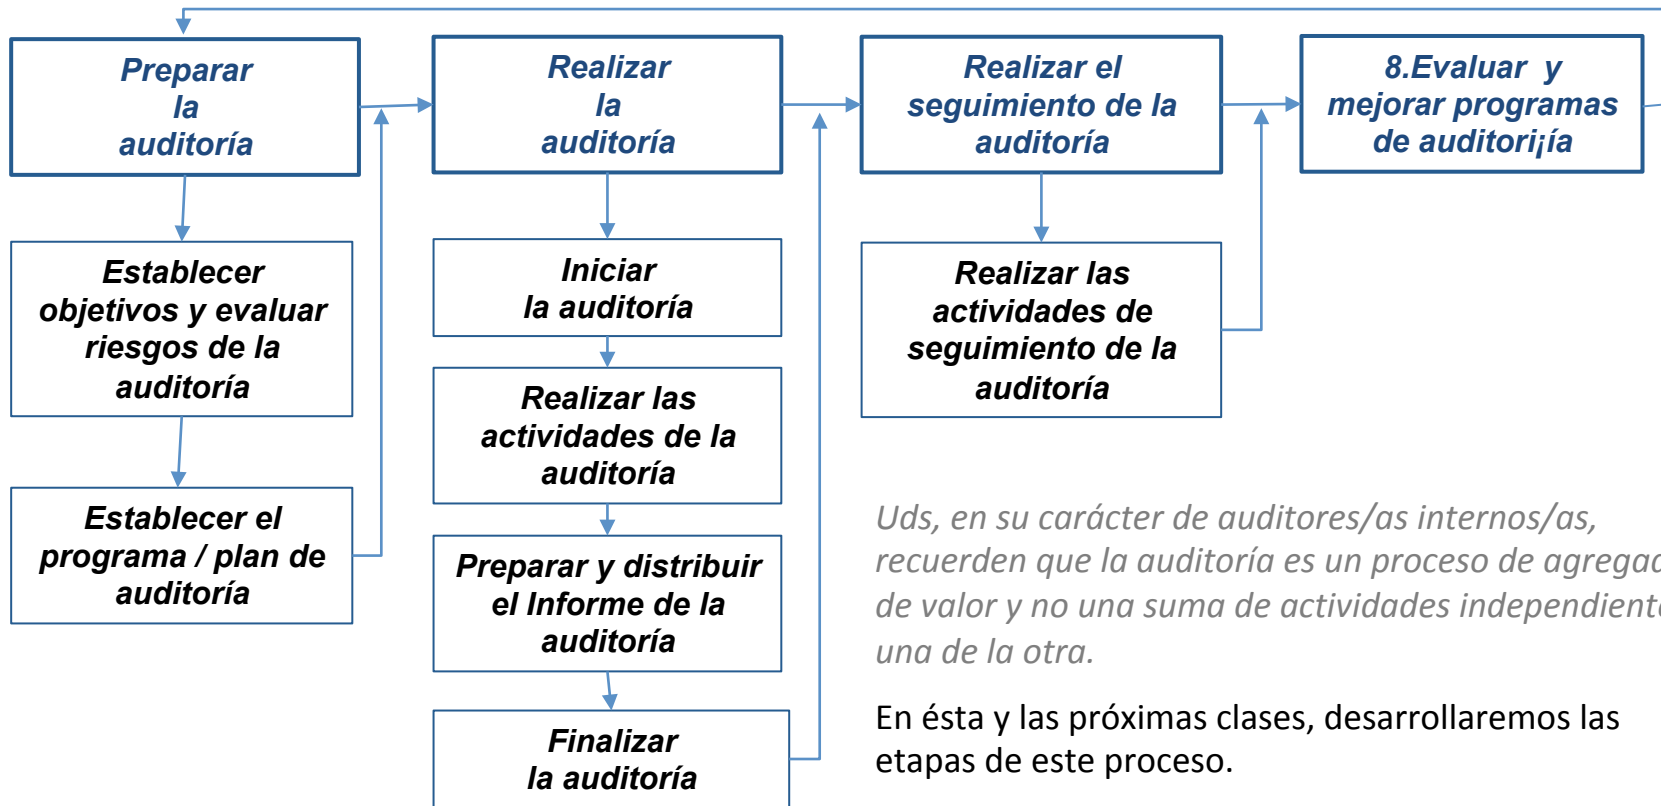 Preparar
la
auditoría
Realizar
la
auditoría
Realizar el
seguimiento de la
auditoría
8.Evaluar y
mejorar programas
de auditori¡ía
Establecer
objetivos y evaluar
riesgos de la
auditoría
Establecer el
programa / plan de
auditoría
Iniciar
la auditoría
Realizar las
actividades de la
auditoría
Preparar y distribuir
el Informe de la
auditoría
Finalizar
la auditoría
Realizar las
actividades de
seguimiento de la
auditoría
Uds, en su carácter de auditores/as internos/as,
recuerden que la auditoría es un proceso de agregad
de valor y no una suma de actividades independient
una de la otra.
En ésta y las próximas clases, desarrollaremos las
etapas de este proceso.